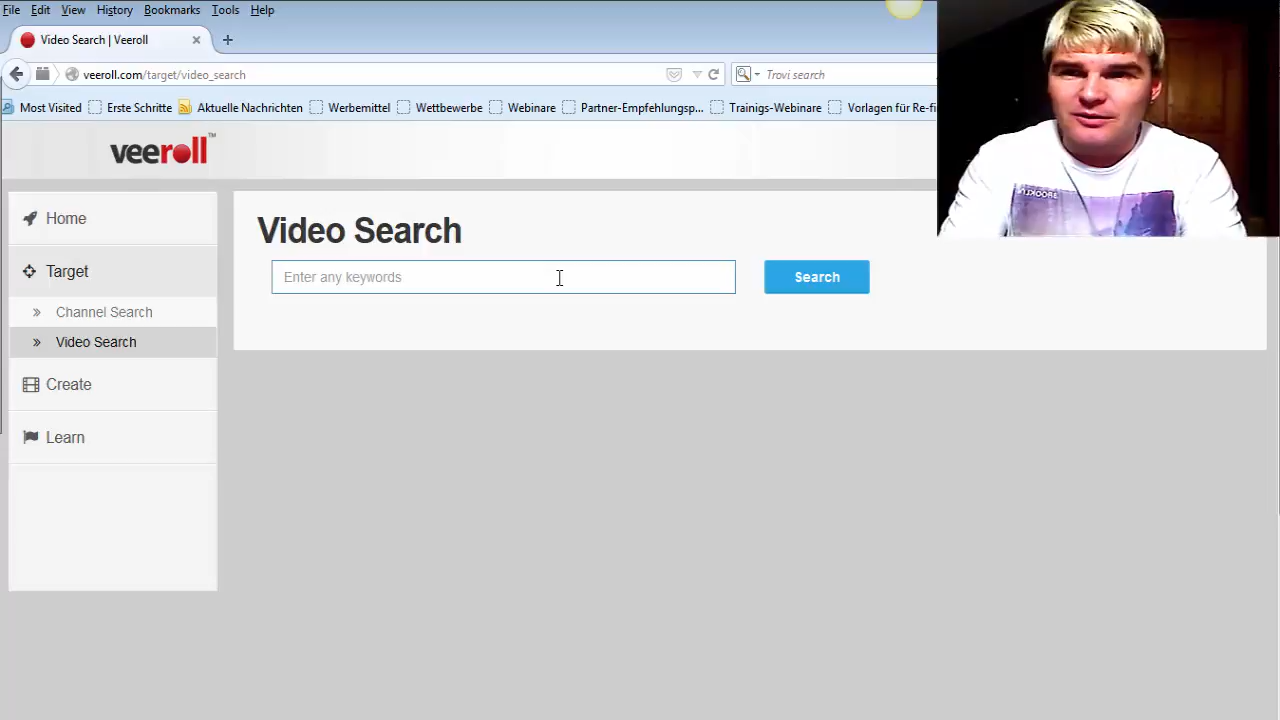 File Edit View History Bookmarks Tools Help
Video Search | Veeroll
veeroll.com/target/video_search
Trovi search
Most Visited Erste Schritte Aktuelle Nachrichten Werbemittel Wettbewerbe Webinare Partner-Empfehlungsp... Trainigs-Webinare Vorlagen für Re-fi
veeroll™
Home
Target
Channel Search
Video Search
Create
Learn
Video Search
Enter any keywords
Search